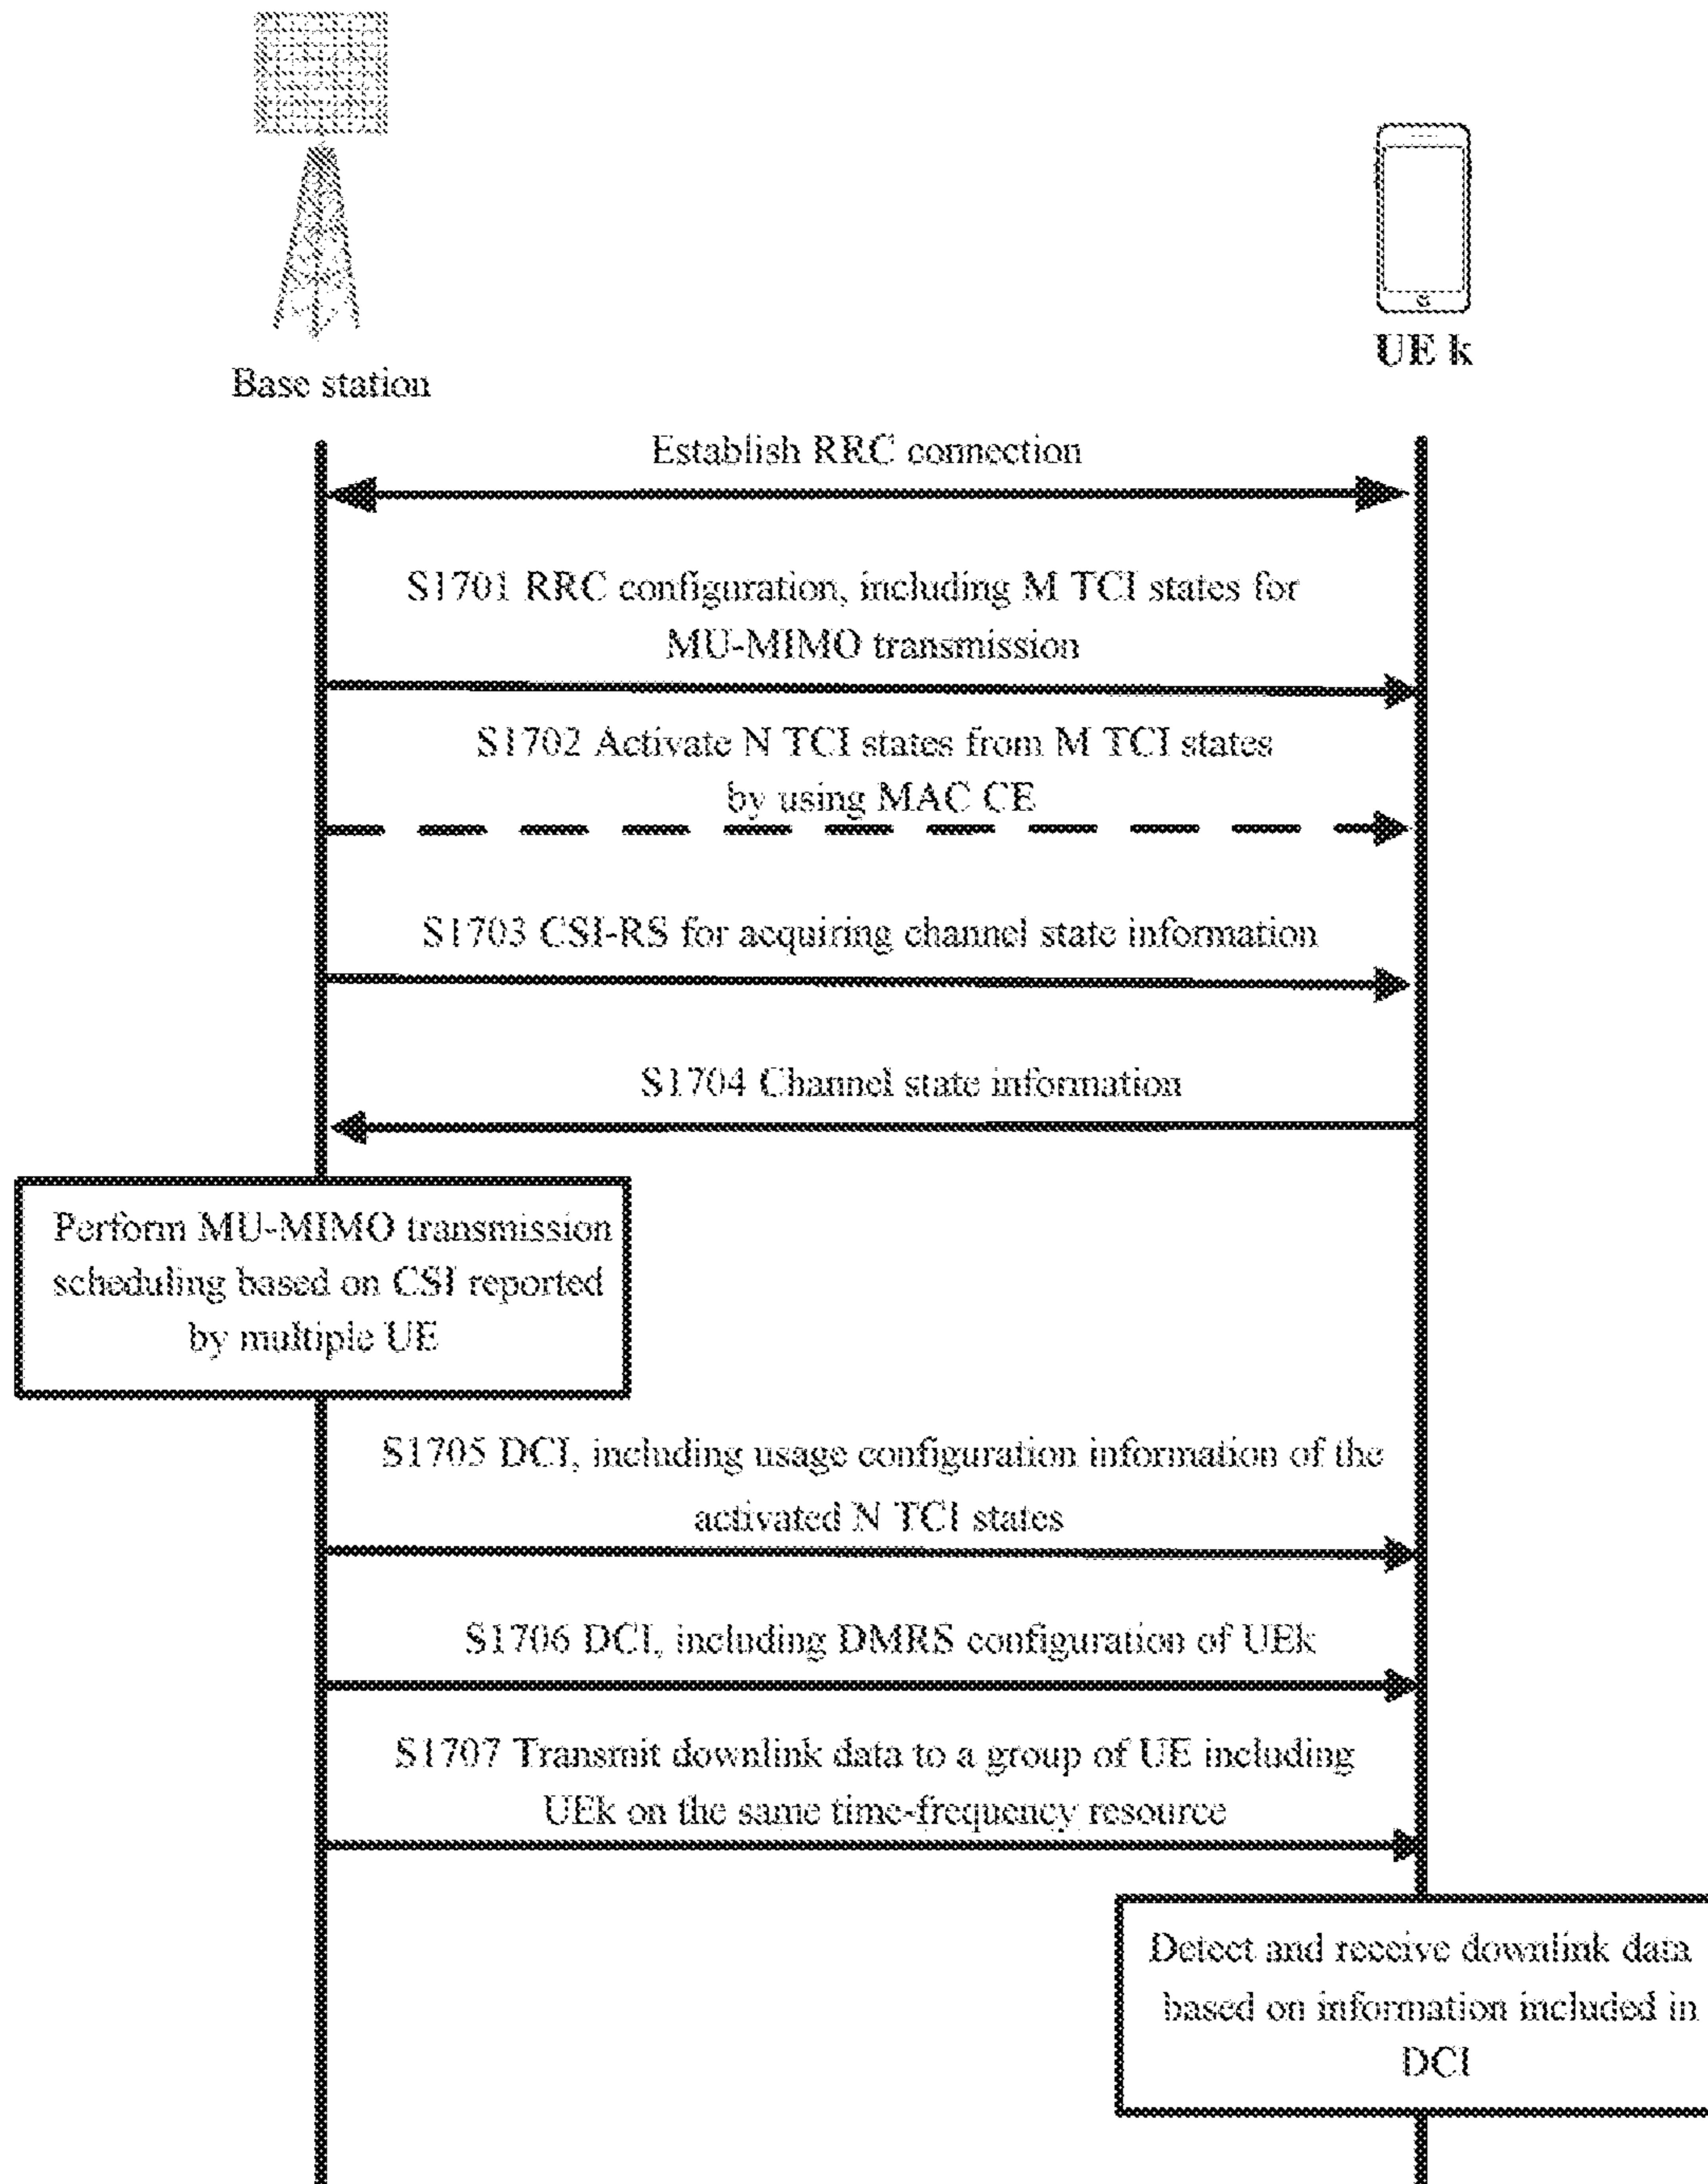 UE k
Base station
Establish RRC connection
S1701 RRC configuration, including M TCI states for
MU-MIMO transmission
S1702 Activate N TCI states from M TCI states
by using MAC CE
S1703 CSI-RS for acquiring channel state information
S1704 Channel state information
Perform MU-MIMO transmission
scheduling based on CSI reported
by multiple UE
S1705 DCI, including usage configuration information of the
activated N TCI states
S1706 DCI, including DMRS configuration of UEk
S1707 Transmit downlink data to a group of UE including
UEk on the same time-frequency resource
Detect and receive downlink data
based on information included in
DCI